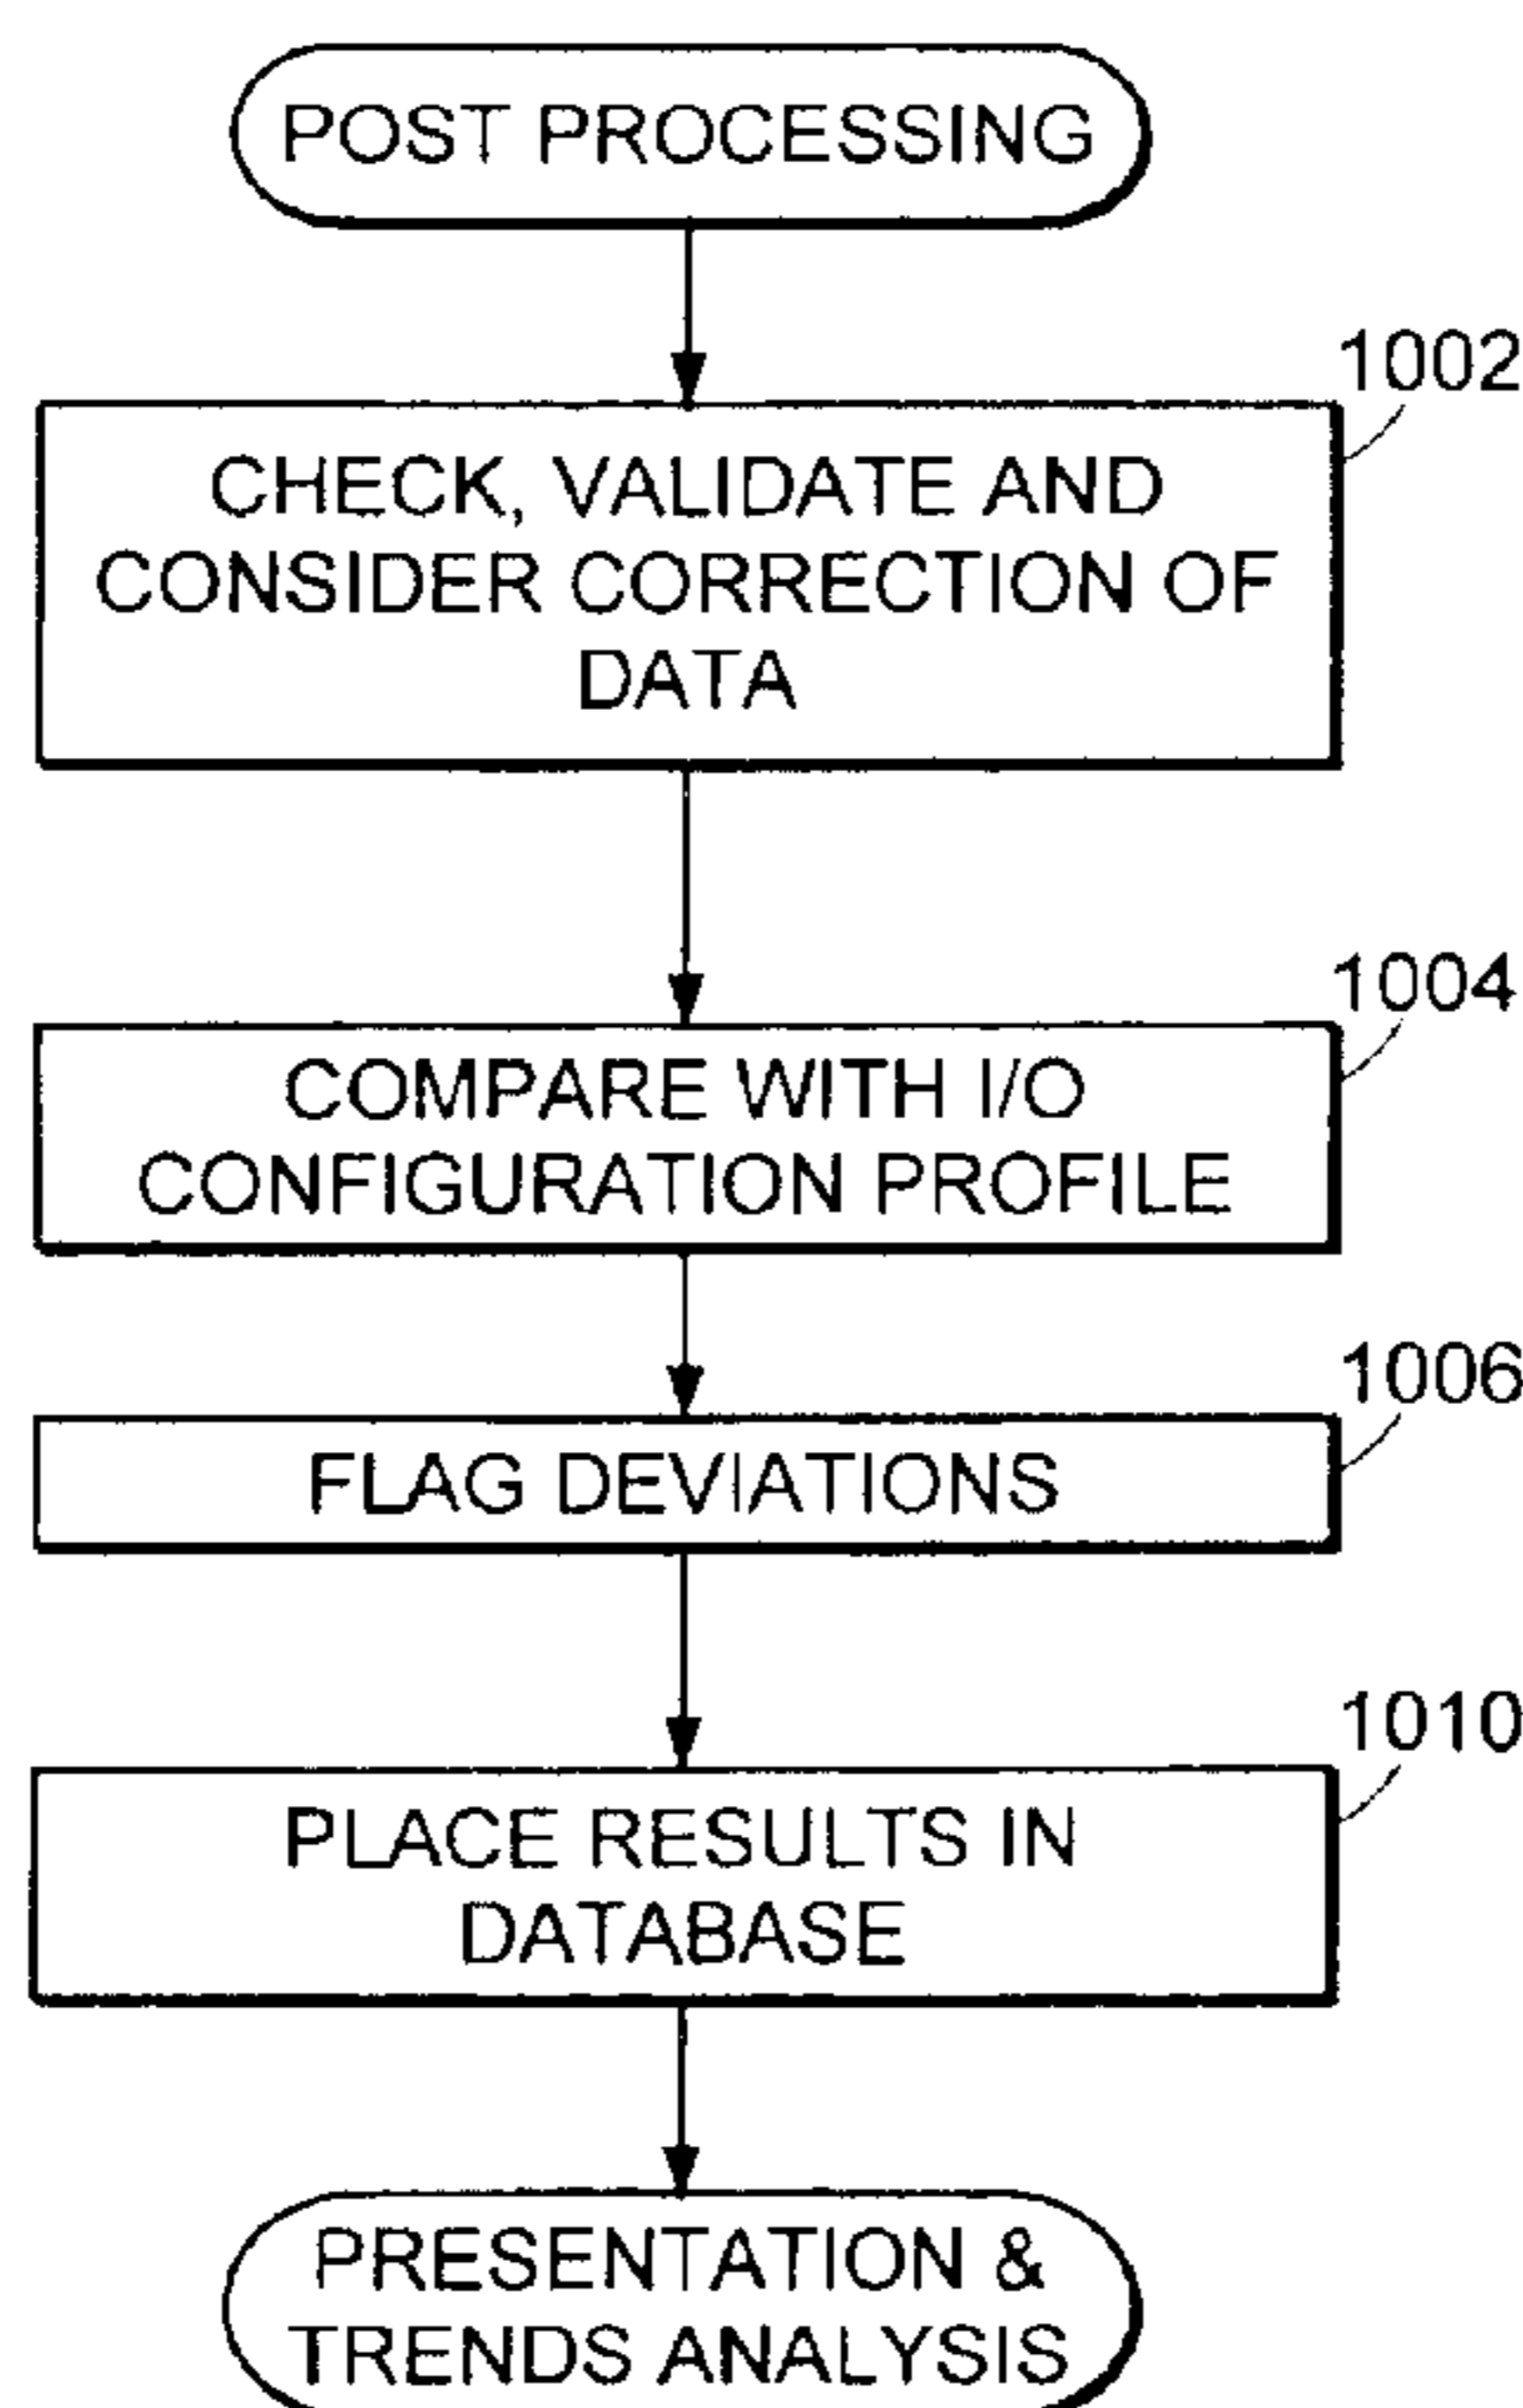 POST PROCESSING
1002
CHECK, VALIDATE AND
CONSIDER CORRECTION OF
DATA
1004
COMPARE WITH I/O
CONFIGURATION PROFILE
1006
FLAG DEVIATIONS
1010
PLACE RESULTS IN
DATABASE
PRESENTATION &
TRENDS ANALYSIS